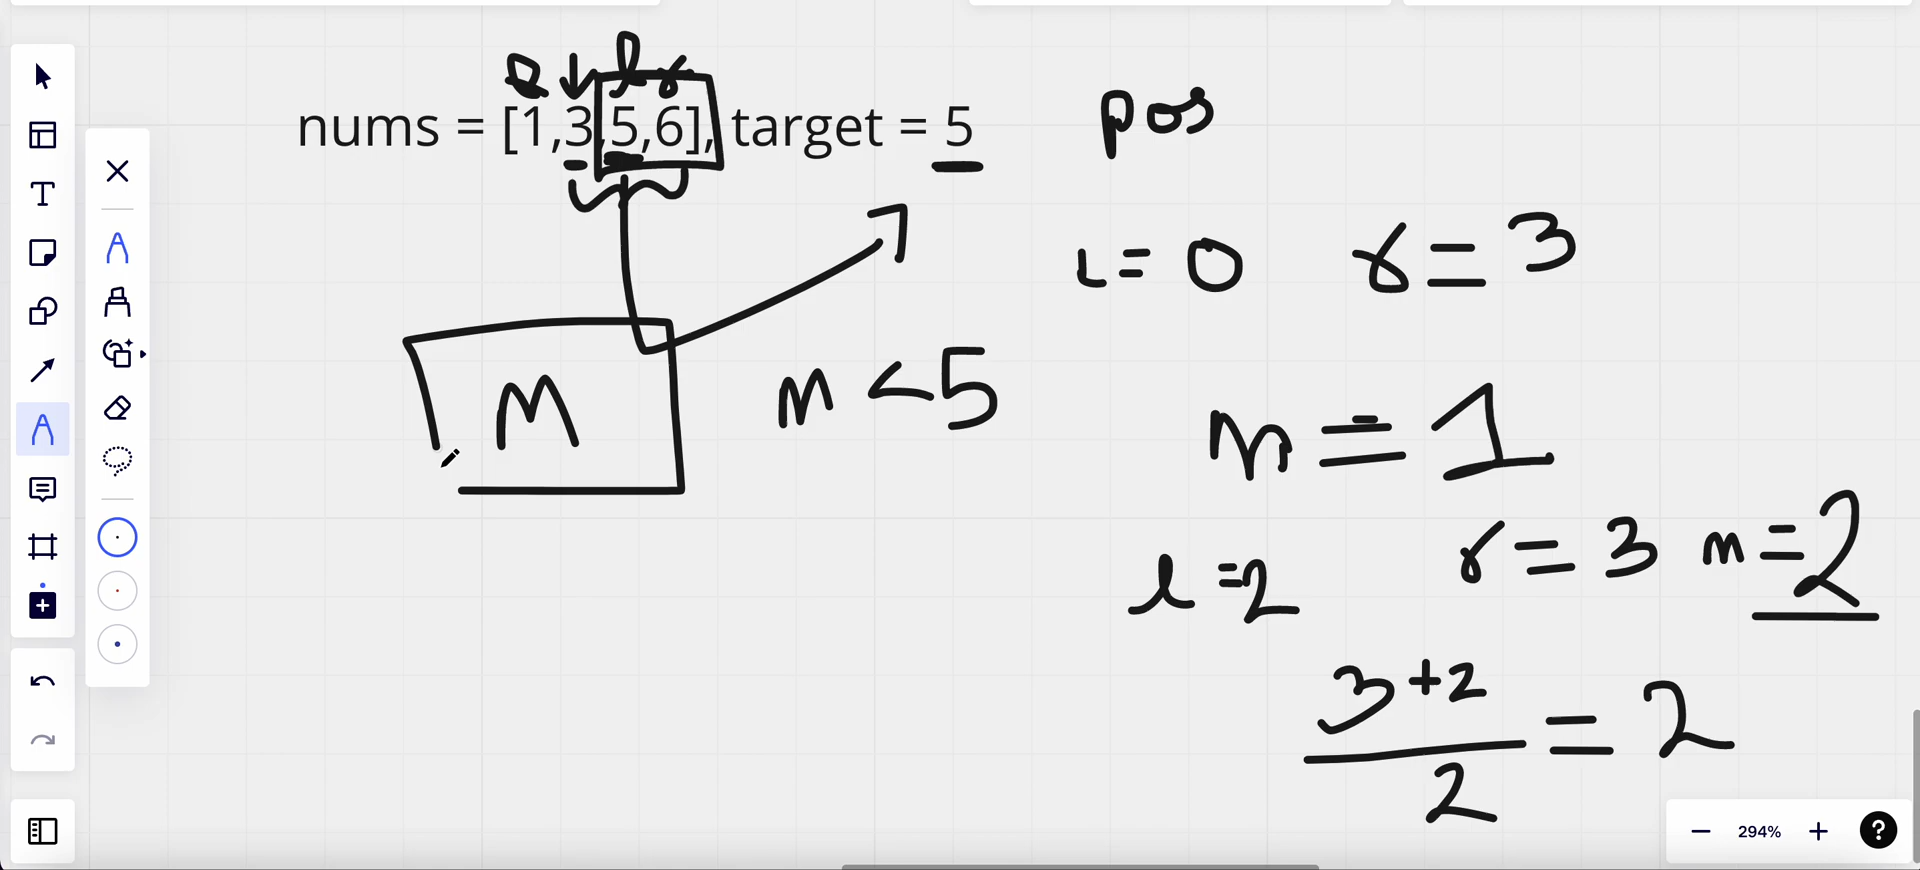 l l r
nums = [1,3,5,6], target = 5
pos
L = 0 r = 3
M
m < 5
m = 1
l = 2 r = 3 m = 2
3 + 2
= 2
2
294%